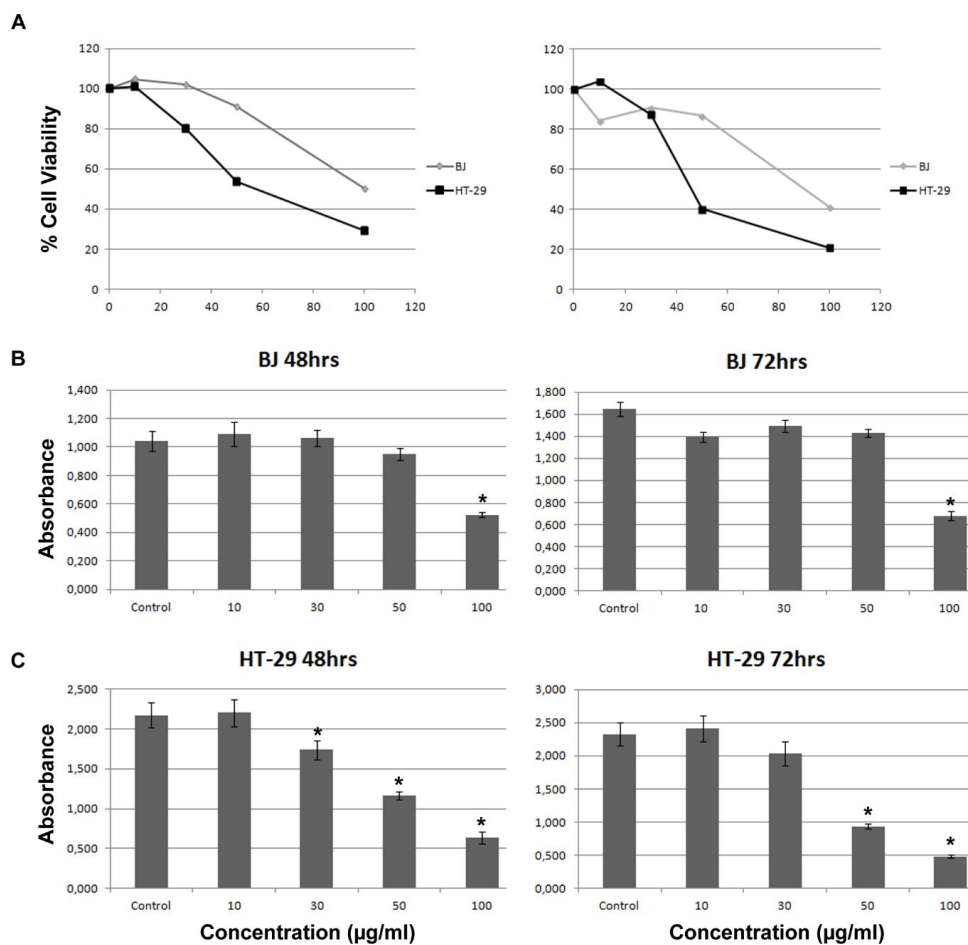 A
120
100
80
60
40
20
0
0 20 40 60 80 100 120
% Cell Viability
BJ
HT-29
120
100
80
60
40
20
0
0 20 40 60 80 100 120
BJ
HT-29
B
BJ 48hrs
1,400
1,200
1,000
0,800
0,600
0,400
0,200
0,000
Absorbance
*
Control 10 30 50 100
BJ 72hrs
1,800
1,600
1,400
1,200
1,000
0,800
0,600
0,400
0,200
0,000
*
Control 10 30 50 100
C
HT-29 48hrs
2,500
2,000
1,500
1,000
0,500
0,000
Absorbance
*
*
*
Control 10 30 50 100
Concentration (µg/ml)
HT-29 72hrs
3,000
2,500
2,000
1,500
1,000
0,500
0,000
*
*
Control 10 30 50 100
Concentration (µg/ml)